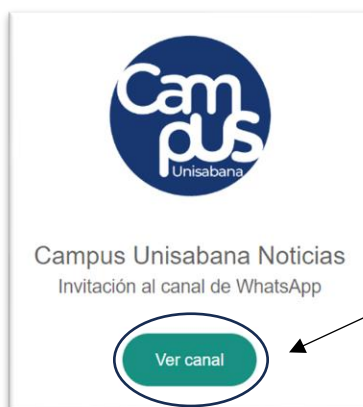 Cam
pus
Unisabana
Campus Unisabana Noticias
Invitación al canal de WhatsApp
Ver canal